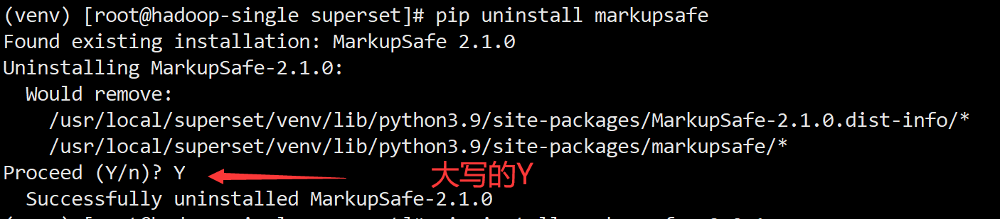 (venv) [root@hadoop-single superset]# pip uninstall markupsafe
Found existing installation: MarkupSafe 2.1.0
Uninstalling MarkupSafe-2.1.0:
Would remove:
/usr/local/superset/venv/lib/python3.9/site-packages/MarkupSafe-2.1.0.dist-info/*
/usr/local/superset/venv/lib/python3.9/site-packages/markupsafe/*
Proceed (Y/n)? Y 大写的Y
Successfully uninstalled MarkupSafe-2.1.0